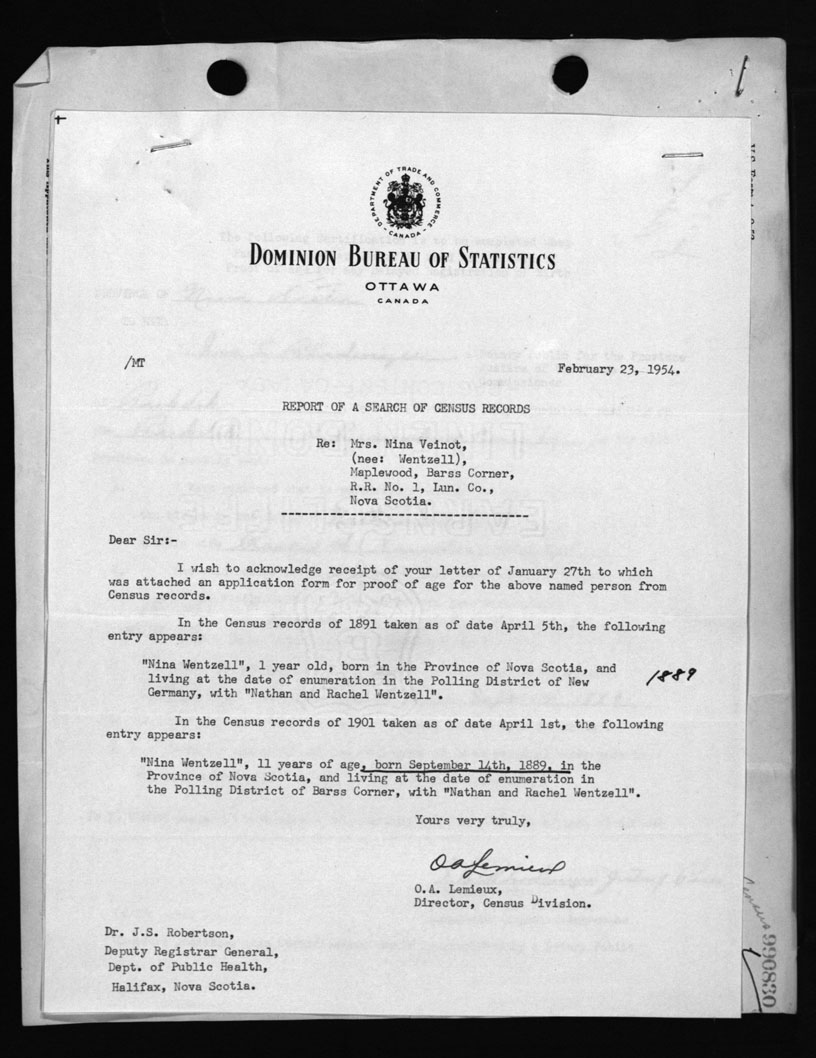 DEPARTMENT OF TRADE AND COMMERCE
- CANADA -
DOMINION BUREAU OF STATISTICS
OTTAWA
CANADA
/MT
February 23, 1954.
REPORT OF A SEARCH OF CENSUS RECORDS
Re: Mrs. Nina Veinot,
(nee: Wentzell),
Maplewood, Barss Corner,
R.R. No. 1, Lun. Co.,
Nova Scotia.
Dear Sir:-
I wish to acknowledge receipt of your letter of January 27th to which
was attached an application form for proof of age for the above named person from
Census records.
In the Census records of 1891 taken as of date April 5th, the following
entry appears:
"Nina Wentzell", 1 year old, born in the Province of Nova Scotia, and
living at the date of enumeration in the Polling District of New
Germany, with "Nathan and Rachel Wentzell".
1889
In the Census records of 1901 taken as of date April 1st, the following
entry appears:
"Nina Wentzell", 11 years of age, born September 14th, 1889, in the
Province of Nova Scotia, and living at the date of enumeration in
the Polling District of Barss Corner, with "Nathan and Rachel Wentzell".
Yours very truly,
OA Lemieux
O.A. Lemieux,
Director, Census Division.
Dr. J.S. Robertson,
Deputy Registrar General,
Dept. of Public Health,
Halifax, Nova Scotia.
Census
990830